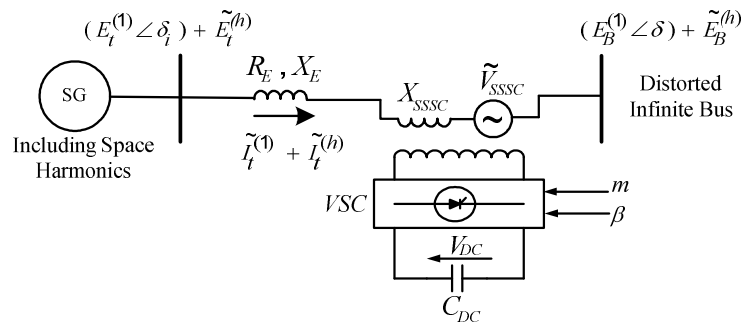 (E_t^(1)∠δ_i) + Ẽ_t^(h)
(E_B^(1)∠δ) + Ẽ_B^(h)
R_E , X_E
X_SSSC
Ṽ_SSSC
SG
~
Distorted
Infinite Bus
Including Space
Harmonics
Ĩ_t^(1) + Ĩ_t^(h)
VSC
m
β
V_DC
C_DC